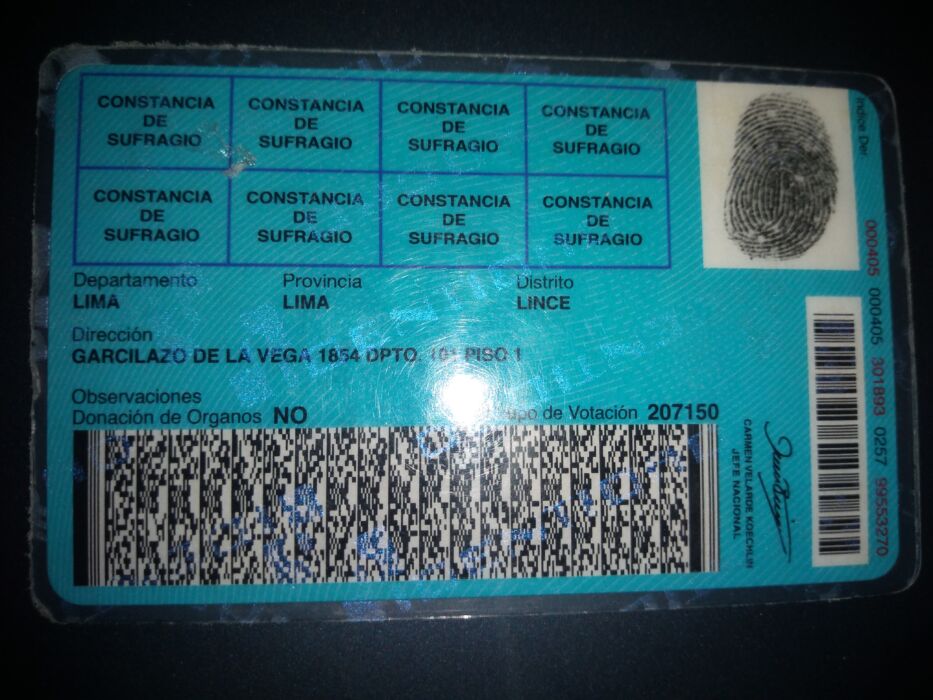 CONSTANCIA DE SUFRAGIO
CONSTANCIA DE SUFRAGIO
CONSTANCIA DE SUFRAGIO
CONSTANCIA DE SUFRAGIO
CONSTANCIA DE SUFRAGIO
CONSTANCIA DE SUFRAGIO
CONSTANCIA DE SUFRAGIO
CONSTANCIA DE SUFRAGIO
Indice Der
Departamento Provincia Distrito
LIMA LIMA LINCE
Dirección
GARCILAZO DE LA VEGA 1854 DPTO. 101 PISO 1
Observaciones
Donación de Organos NO
de Votación 207150
CARMEN VELARDE KOECHLIN
JEFE NACIONAL
000405 000405 301893 0257 99553270